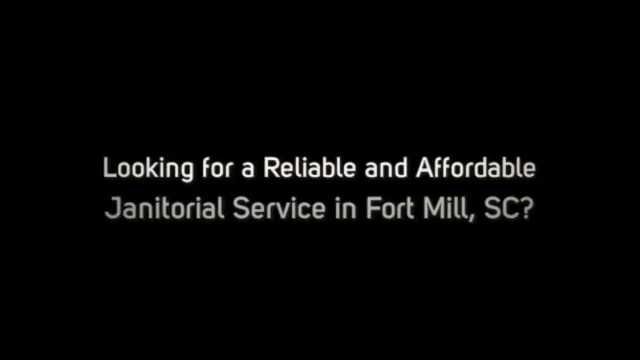 Looking for a Reliable and Affordable
Janitorial Service in Fort Mill, SC?